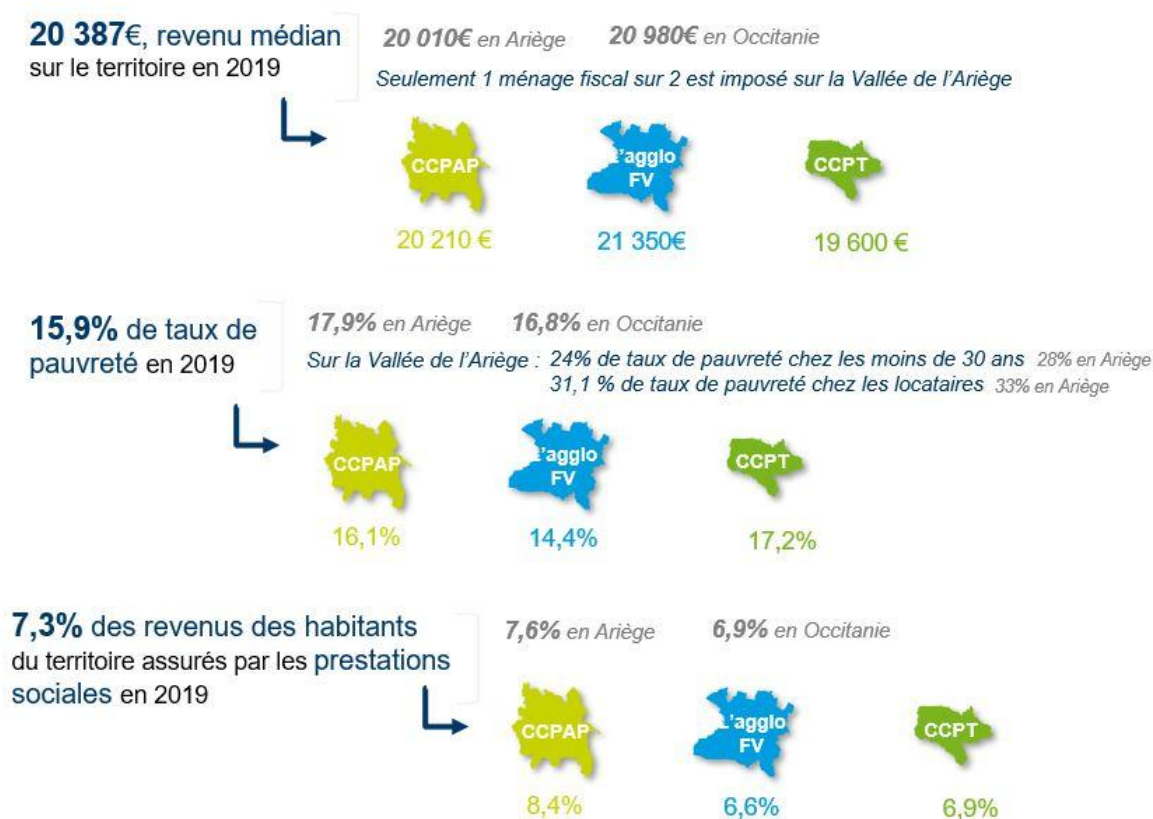 20 387€, revenu médian
sur le territoire en 2019
20 010€ en Ariège 20 980€ en Occitanie
Seulement 1 ménage fiscal sur 2 est imposé sur la Vallée de l'Ariège
CCPAP
L'agglo
FV
CCPT
20 210 €
21 350€
19 600 €
15,9% de taux de
pauvreté en 2019
17,9% en Ariège 16,8% en Occitanie
Sur la Vallée de l'Ariège : 24% de taux de pauvreté chez les moins de 30 ans 28% en Ariège
31,1 % de taux de pauvreté chez les locataires 33% en Ariège
CCPAP
L'agglo
FV
CCPT
16,1%
14,4%
17,2%
7,3% des revenus des habitants
du territoire assurés par les prestations
sociales en 2019
7,6% en Ariège 6,9% en Occitanie
CCPAP
L'agglo
FV
CCPT
8,4%
6,6%
6,9%